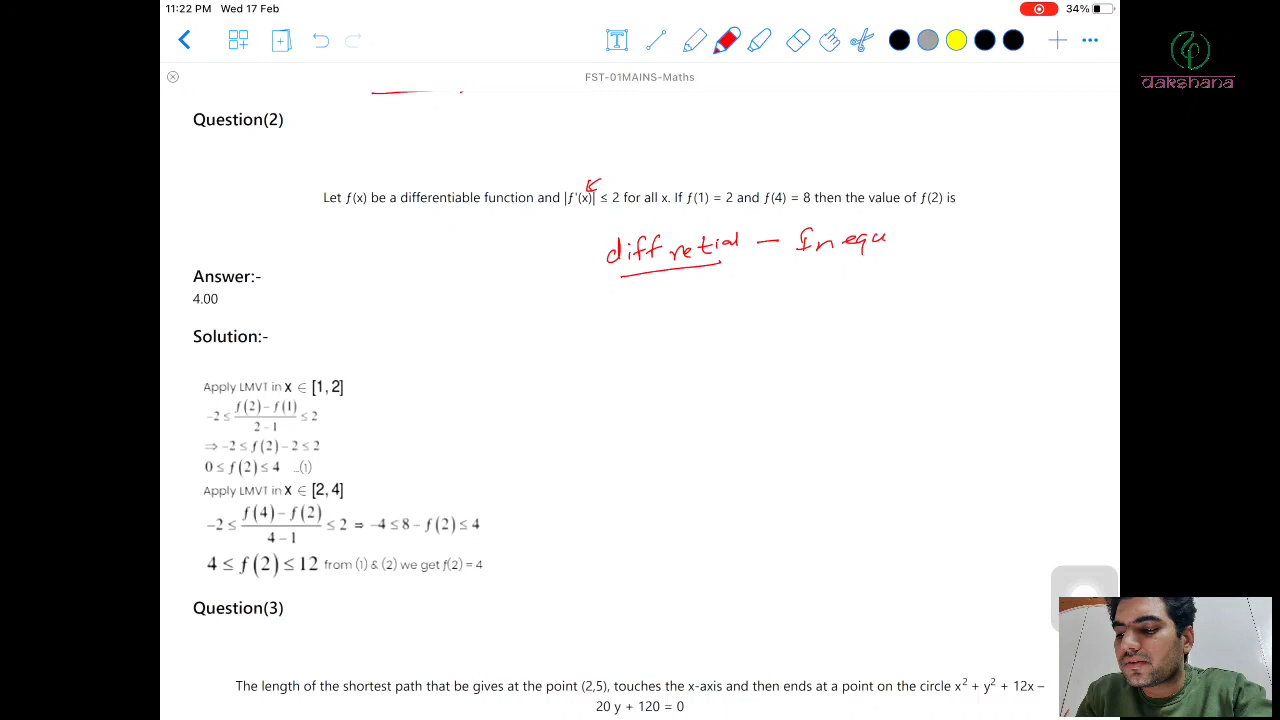 11:22 PM Wed 17 Feb
34%
dakshana
FST-01MAINS-Maths
Question(2)
Let ƒ(x) be a differentiable function and |ƒ'(x)| ≤ 2 for all x. If ƒ(1) = 2 and ƒ(4) = 8 then the value of ƒ(2) is
diffretial – Inequ
Answer:-
4.00
Solution:-
Apply LMVT in x ∈ [1, 2]
-2 ≤ (f(2) - f(1))/(2 - 1) ≤ 2
⇒ -2 ≤ f(2) - 2 ≤ 2
0 ≤ f(2) ≤ 4 ...(1)
Apply LMVT in x ∈ [2, 4]
-2 ≤ (f(4) - f(2))/(4 - 1) ≤ 2 ⇒ -4 ≤ 8 - f(2) ≤ 4
4 ≤ f(2) ≤ 12 from (1) & (2) we get f(2) = 4
Question(3)
The length of the shortest path that be gives at the point (2,5), touches the x-axis and then ends at a point on the circle x² + y² + 12x –
20 y + 120 = 0